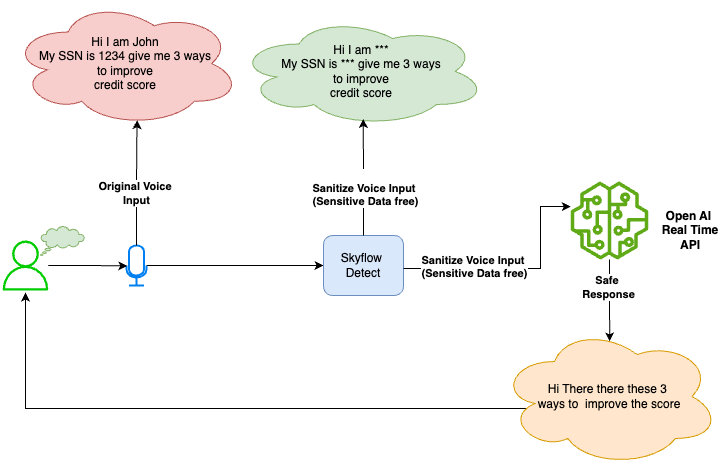 Hi I am John
My SSN is 1234 give me 3 ways
to improve
credit score
Hi I am ***
My SSN is *** give me 3 ways
to improve
credit score
Original Voice
Input
Sanitize Voice Input
(Sensitive Data free)
Skyflow
Detect
Sanitize Voice Input
(Sensitive Data free)
Open AI
Real Time
API
Safe
Response
Hi There there these 3
ways to improve the score